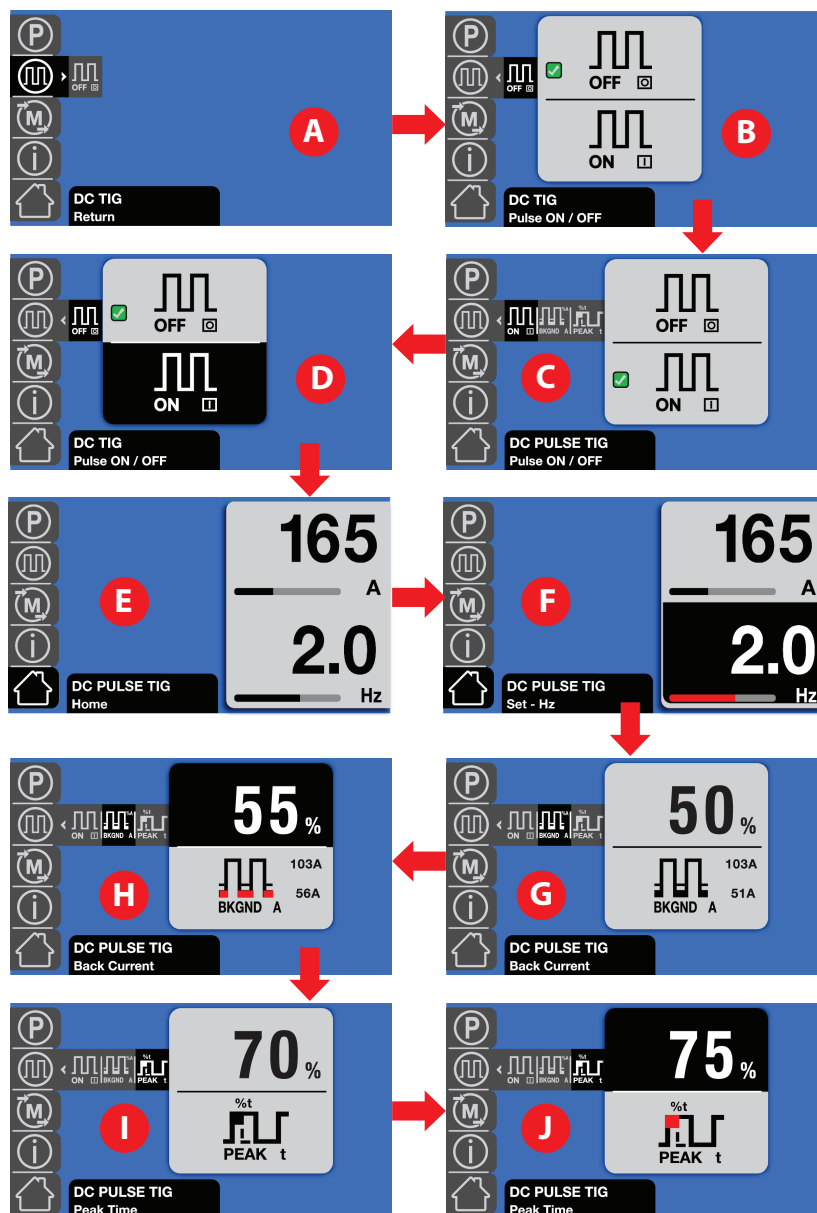 P
OFF
M
i
A
DC TIG
Return
P
OFF
OFF
ON
M
i
B
DC TIG
Pulse ON / OFF
P
OFF
OFF
ON
M
i
D
DC TIG
Pulse ON / OFF
P
ON
BKGND A
%t
PEAK t
OFF
ON
M
i
C
DC PULSE TIG
Pulse ON / OFF
P
M
i
E
165
A
2.0
Hz
DC PULSE TIG
Home
P
M
i
F
165
A
2.0
Hz
DC PULSE TIG
Set - Hz
P
ON
BKGND A
%t
PEAK t
55%
103A
56A
BKGND A
M
i
H
DC PULSE TIG
Back Current
P
ON
BKGND A
%t
PEAK t
50%
103A
51A
BKGND A
M
i
G
DC PULSE TIG
Back Current
P
ON
BKGND A
%t
PEAK t
70%
%t
PEAK t
M
i
I
DC PULSE TIG
Peak Time
P
ON
BKGND A
%t
PEAK t
75%
%t
PEAK t
M
i
J
DC PULSE TIG
Peak Time